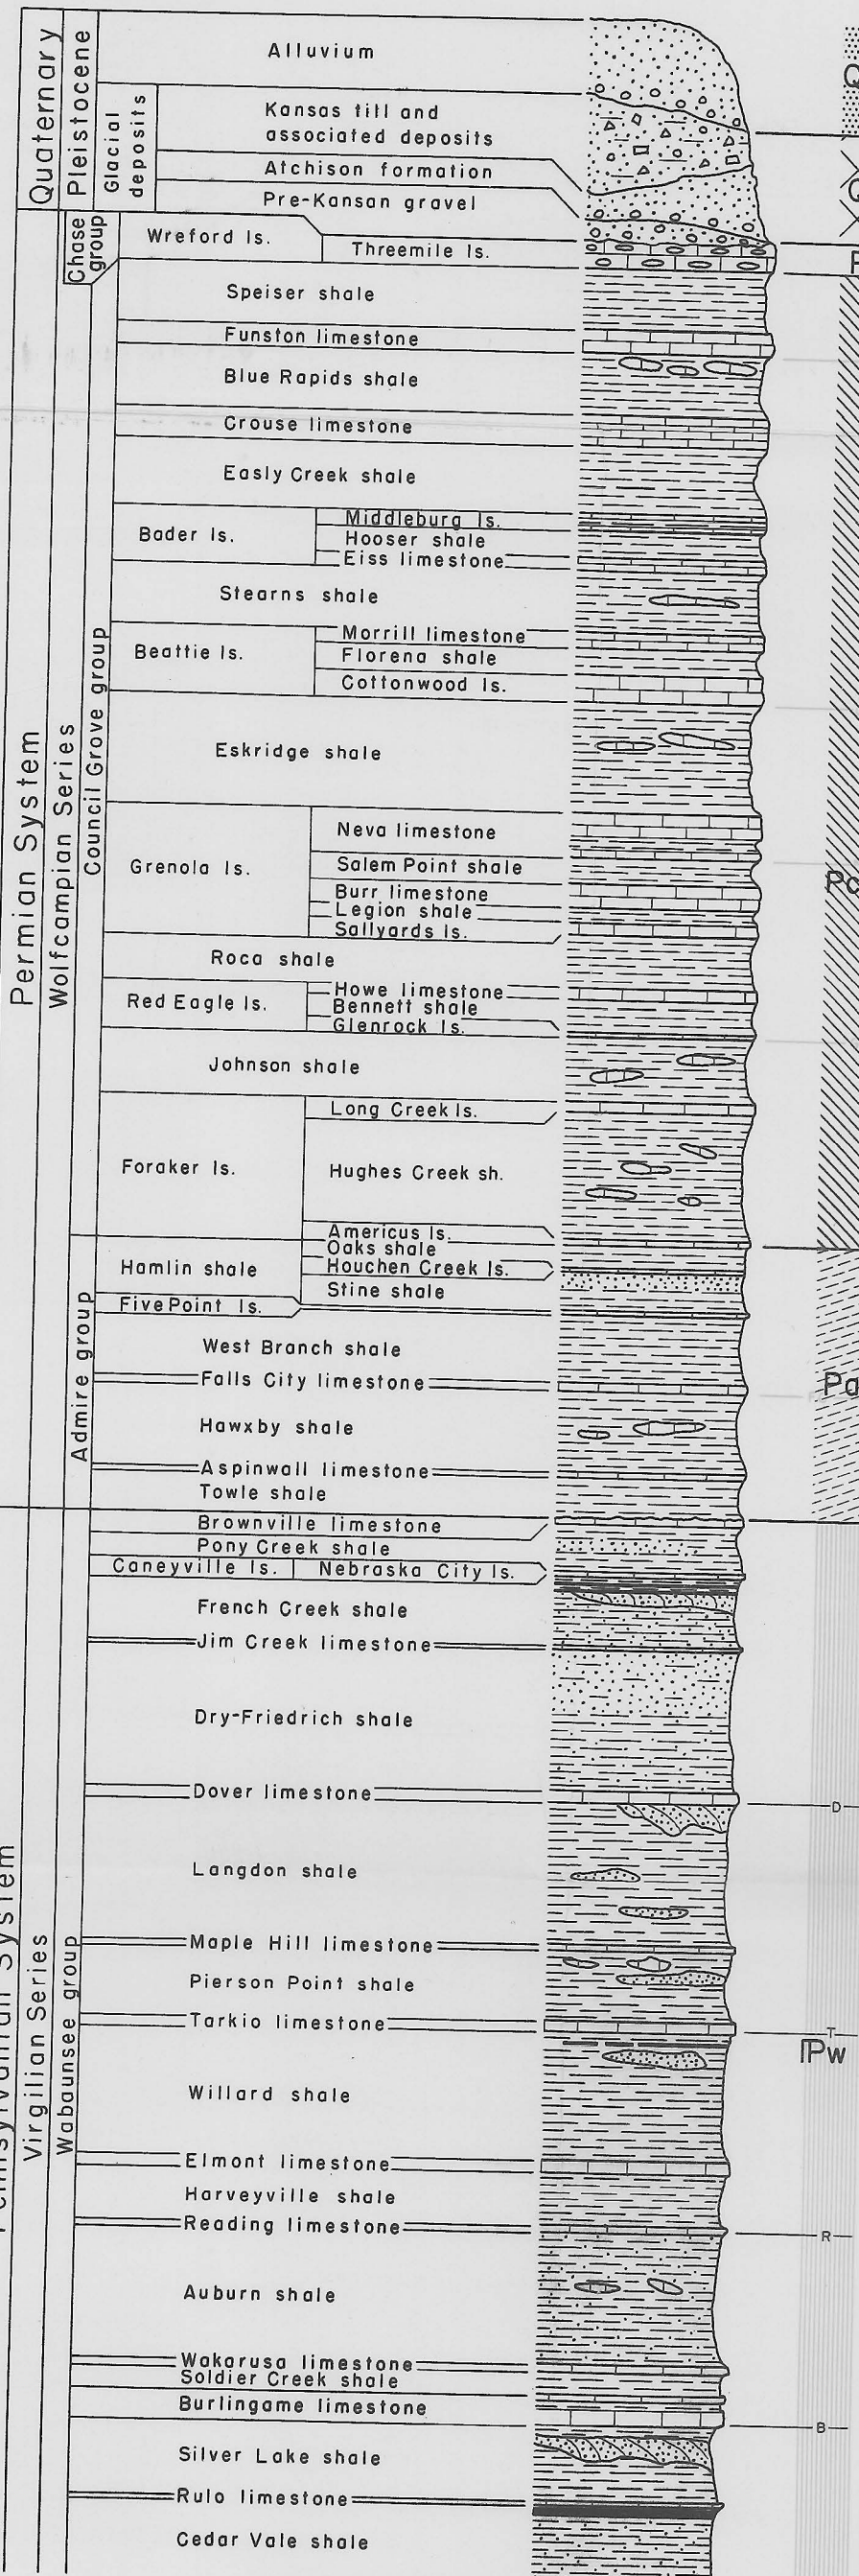 Quaternary
Pleistocene
Glacial
deposits
Alluvium
Kansas till and
associated deposits
Atchison formation
Pre-Kansan gravel
Chase
group
Wreford ls.
Threemile ls.
Permian System
Wolfcampian Series
Council Grove group
Speiser shale
Funston limestone
Blue Rapids shale
Crouse limestone
Easly Creek shale
Bader ls.
Middleburg ls.
Hooser shale
Eiss limestone
Stearns shale
Beattie ls.
Morrill limestone
Florena shale
Cottonwood ls.
Eskridge shale
Grenola ls.
Neva limestone
Salem Point shale
Burr limestone
Legion shale
Sallyards ls.
Pc
Roca shale
Red Eagle ls.
Howe limestone
Bennett shale
Glenrock ls.
Johnson shale
Foraker ls.
Long Creek ls.
Hughes Creek sh.
Americus ls.
Admire group
Hamlin shale
Oaks shale
Houchen Creek ls.
Stine shale
Five Point ls.
West Branch shale
Falls City limestone
Pa
Hawxby shale
Aspinwall limestone
Towle shale
System
Virgilian Series
Wabaunsee group
Brownville limestone
Pony Creek shale
Caneyville ls.
Nebraska City ls.
French Creek shale
Jim Creek limestone
Dry-Friedrich shale
Dover limestone
D
Langdon shale
Maple Hill limestone
Pierson Point shale
Tarkio limestone
T
IPw
Willard shale
Elmont limestone
Harveyville shale
Reading limestone
R
Auburn shale
Wakarusa limestone
Soldier Creek shale
Burlingame limestone
B
Silver Lake shale
Rulo limestone
Cedar Vale shale